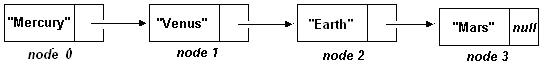 "Mercury" "Venus" "Earth" "Mars" null
node 0 node 1 node 2 node 3